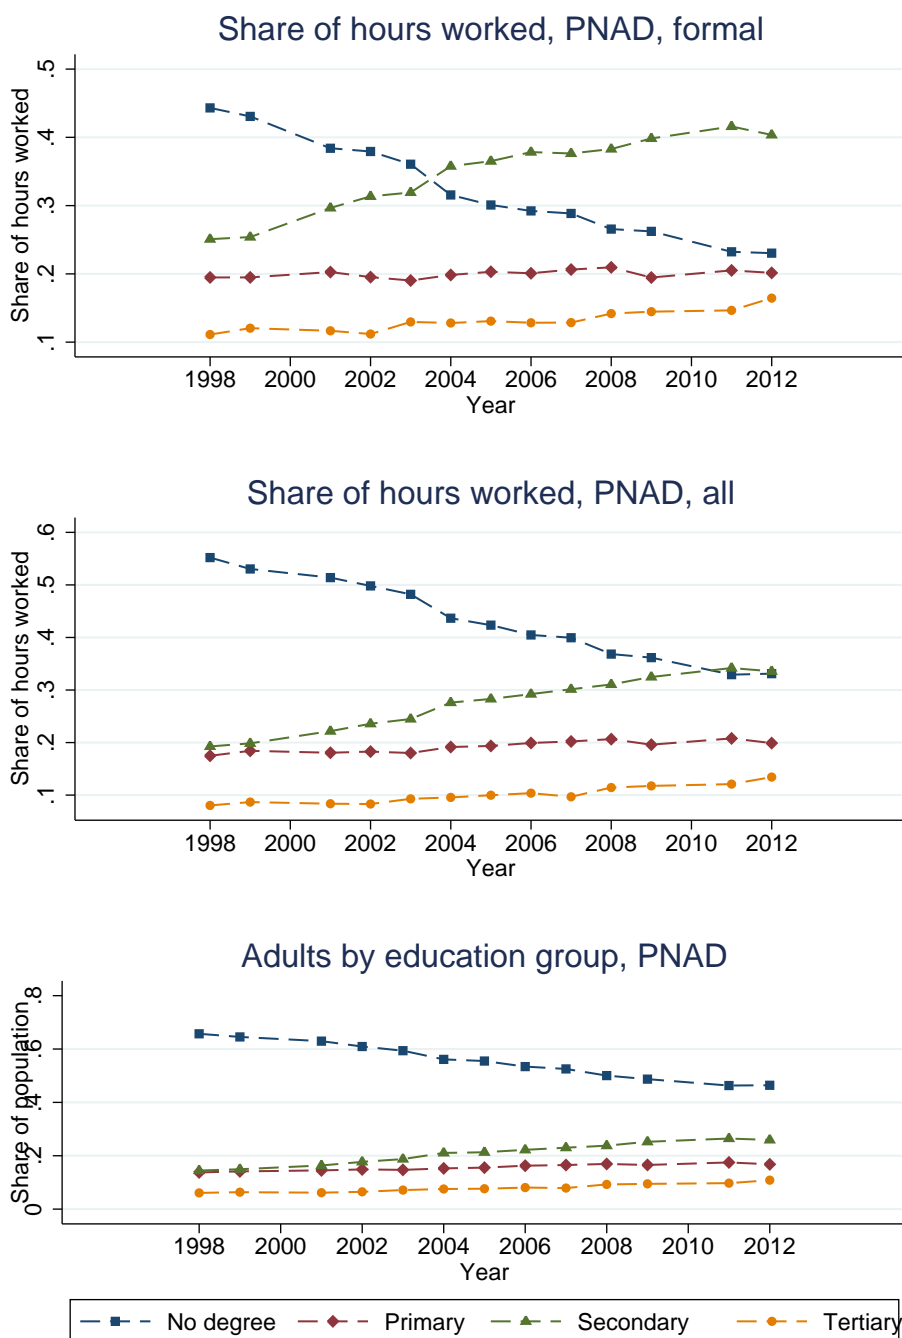 Share of hours worked, PNAD, formal
Share of hours worked
.5
.4
.3
.2
.1
1998 2000 2002 2004 2006 2008 2010 2012
Year
Share of hours worked, PNAD, all
Share of hours worked
.6
.5
.4
.3
.2
.1
1998 2000 2002 2004 2006 2008 2010 2012
Year
Adults by education group, PNAD
Share of population
.8
.6
.4
.2
0
1998 2000 2002 2004 2006 2008 2010 2012
Year
No degree Primary Secondary Tertiary